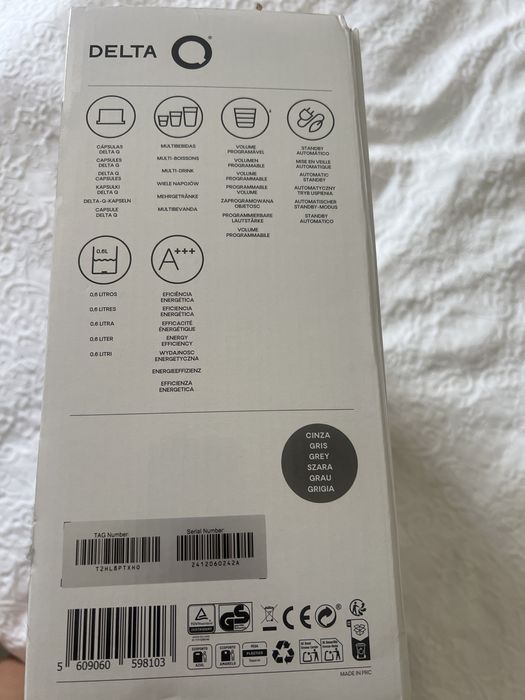 DELTA Q
CÁPSULAS
DELTA Q
CAPSULES
DELTA Q
DELTA Q
CAPSULES
KAPSUŁKI
DELTA Q
DELTA-Q-KAPSELN
CAPSULE
DELTA Q
MULTIBEBIDAS
MULTI-BOISSONS
MULTI-DRINK
WIELE NAPOJÓW
MEHRGETRÄNKE
MULTIBEVANDA
VOLUME
PROGRAMÁVEL
VOLUMEN
PROGRAMABLE
VOLUME
PROGRAMMABLE
PROGRAMMABLE
VOLUME
ZAPROGRAMOWANA
OBJĘTOŚĆ
PROGRAMMIERBARE
LAUTSTÄRKE
VOLUME
PROGRAMMABILE
STANDBY
AUTOMÁTICO
MISE EN VEILLE
AUTOMATIQUE
AUTOMATIC
STANDBY
AUTOMATYCZNY
TRYB UŚPIENIA
AUTOMATISCHER
STANDBY-MODUS
STANDBY
AUTOMATICO
0.6L
0,6 LITROS
0,6 LITRES
0,6 LITRA
0,6 LITER
0,6 LITRI
A+++
EFICIÊNCIA
ENERGÉTICA
EFICIENCIA
ENERGÉTICA
EFFICACITÉ
ÉNERGÉTIQUE
ENERGY
EFFICIENCY
WYDAJNOŚĆ
ENERGETYCZNA
ENERGIEEFFIZIENZ
EFFICIENZA
ENERGETICA
CINZA
GRIS
GREY
SZARA
GRAU
GRIGIA
TAG Number:
T2HL8PTXH0
Serial Number:
2412060242A
5 609060 598103
GS
CE
MADE IN PRC